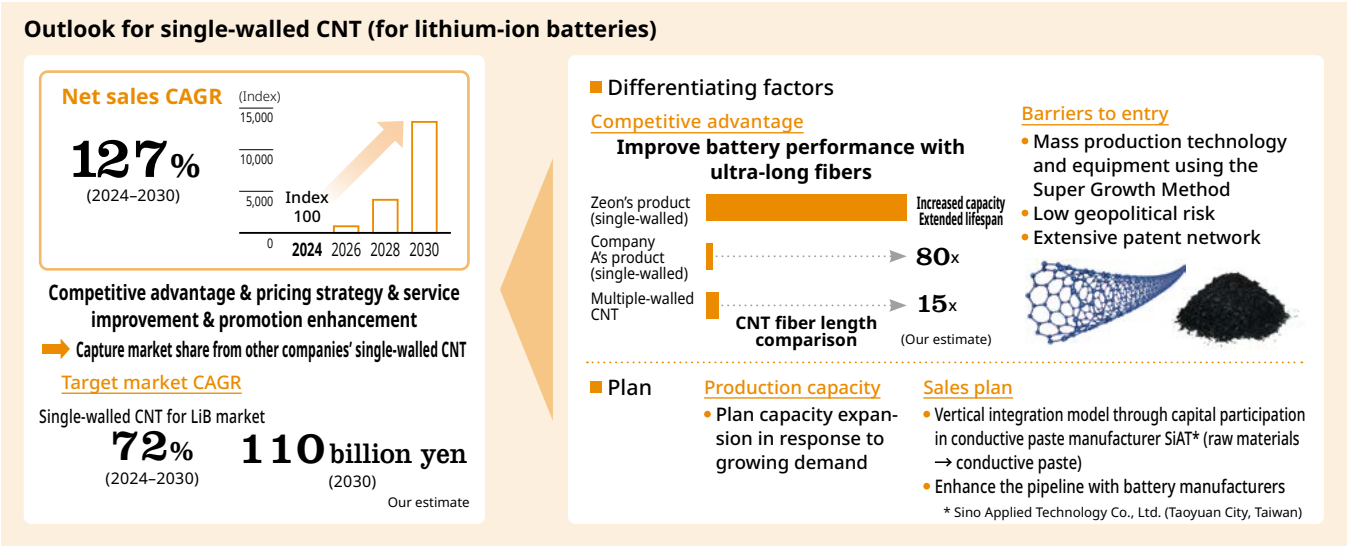 Outlook for single-walled CNT (for lithium-ion batteries)
Net sales CAGR
127%
(2024–2030)
(Index)
15,000
10,000
5,000
0
Index
100
2024 2026 2028 2030
Competitive advantage & pricing strategy & service
improvement & promotion enhancement
Capture market share from other companies' single-walled CNT
Target market CAGR
Single-walled CNT for LiB market
72%
(2024–2030)
110 billion yen
(2030)
Our estimate
Differentiating factors
Competitive advantage
Improve battery performance with
ultra-long fibers
Zeon's product
(single-walled)
Increased capacity
Extended lifespan
Company
A's product
(single-walled)
80x
Multiple-walled
CNT
15x
CNT fiber length
comparison
(Our estimate)
Barriers to entry
• Mass production technology
and equipment using the
Super Growth Method
• Low geopolitical risk
• Extensive patent network
Plan
Production capacity
• Plan capacity expan-
sion in response to
growing demand
Sales plan
• Vertical integration model through capital participation
in conductive paste manufacturer SiAT* (raw materials
→ conductive paste)
• Enhance the pipeline with battery manufacturers
* Sino Applied Technology Co., Ltd. (Taoyuan City, Taiwan)